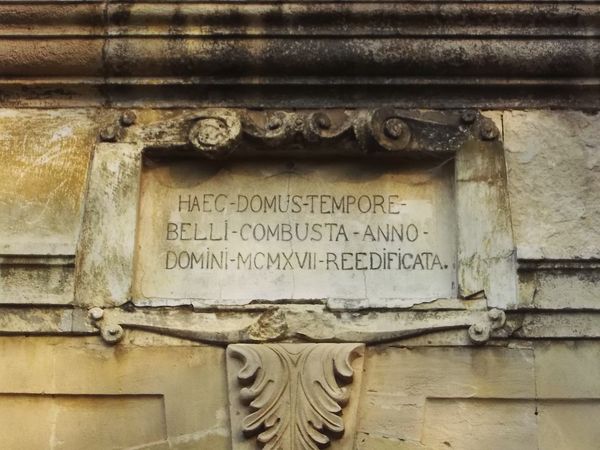 HAEC-DOMUS-TEMPORE-
BELLI-COMBUSTA-ANNO-
DOMINI-MCMXVII-REEDIFICATA.